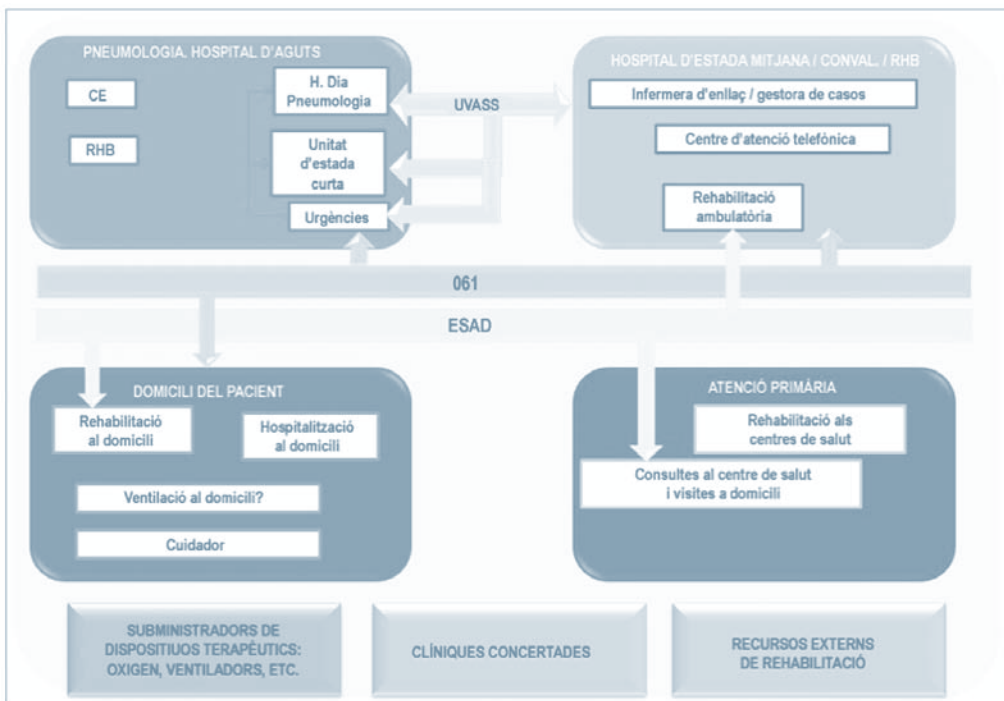 PNEUMOLOGIA. HOSPITAL D'AGUTS
CE
RHB
H. Dia
Pneumologia
Unitat
d'estada
curta
Urgències
UVASS
HOSPITAL D'ESTADA MITJANA / CONVAL. / RHB
Infermera d'enllaç / gestora de casos
Centre d'atenció telefònica
Rehabilitació
ambulatòria
061
ESAD
DOMICILI DEL PACIENT
Rehabilitació
al domicili
Hospitalització
al domicili
Ventilació al domicili?
Cuidador
ATENCIÓ PRIMÀRIA
Rehabilitació als
centres de salut
Consultes al centre de salut
i visites a domicili
SUBMINISTRADORS DE
DISPOSITIUOS TERAPÈUTICS:
OXIGEN, VENTILADORS, ETC.
CLÍNIQUES CONCERTADES
RECURSOS EXTERNS
DE REHABILITACIÓ